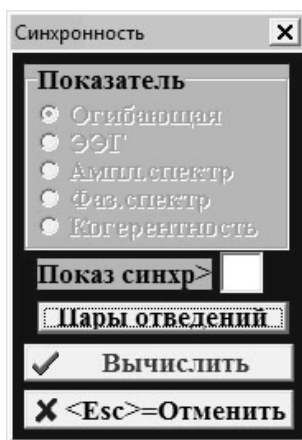 Синхронность
Показатель
Огибающая
ЭЭГ
Ампл.спектр
Фаз.спектр
Когерентность
Показ синхр>
Пары отведений
Вычислить
<Esc>=Отменить